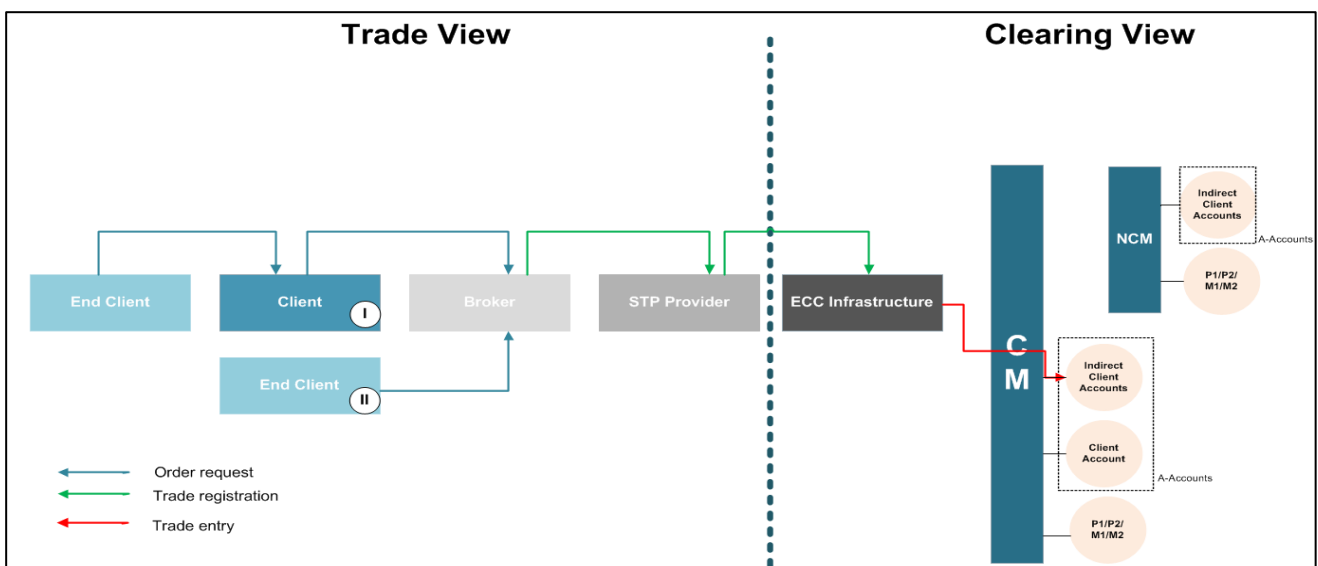 Trade View
Clearing View
End Client
Client
I
Broker
STP Provider
ECC Infrastructure
End Client
II
Order request
Trade registration
Trade entry
C
M
NCM
Indirect
Client
Accounts
A-Accounts
P1/P2/
M1/M2
Indirect
Client
Accounts
Client
Account
A-Accounts
P1/P2/
M1/M2